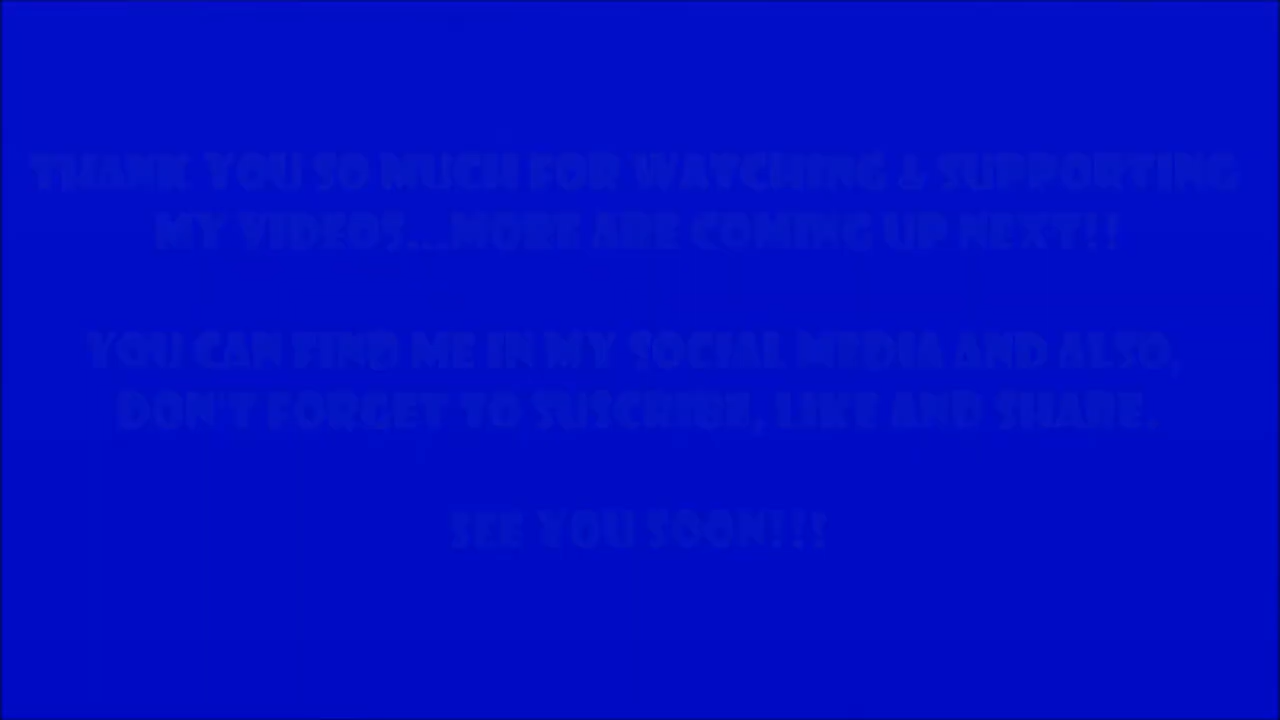 THANK YOU SO MUCH FOR WATCHING & SUPPORTING
MY VIDEOS...MORE ARE COMING UP NEXT!!
YOU CAN FIND ME IN MY SOCIAL MEDIA AND ALSO,
DON'T FORGET TO SUSCRIBE, LIKE AND SHARE.
SEE YOU SOON!!!